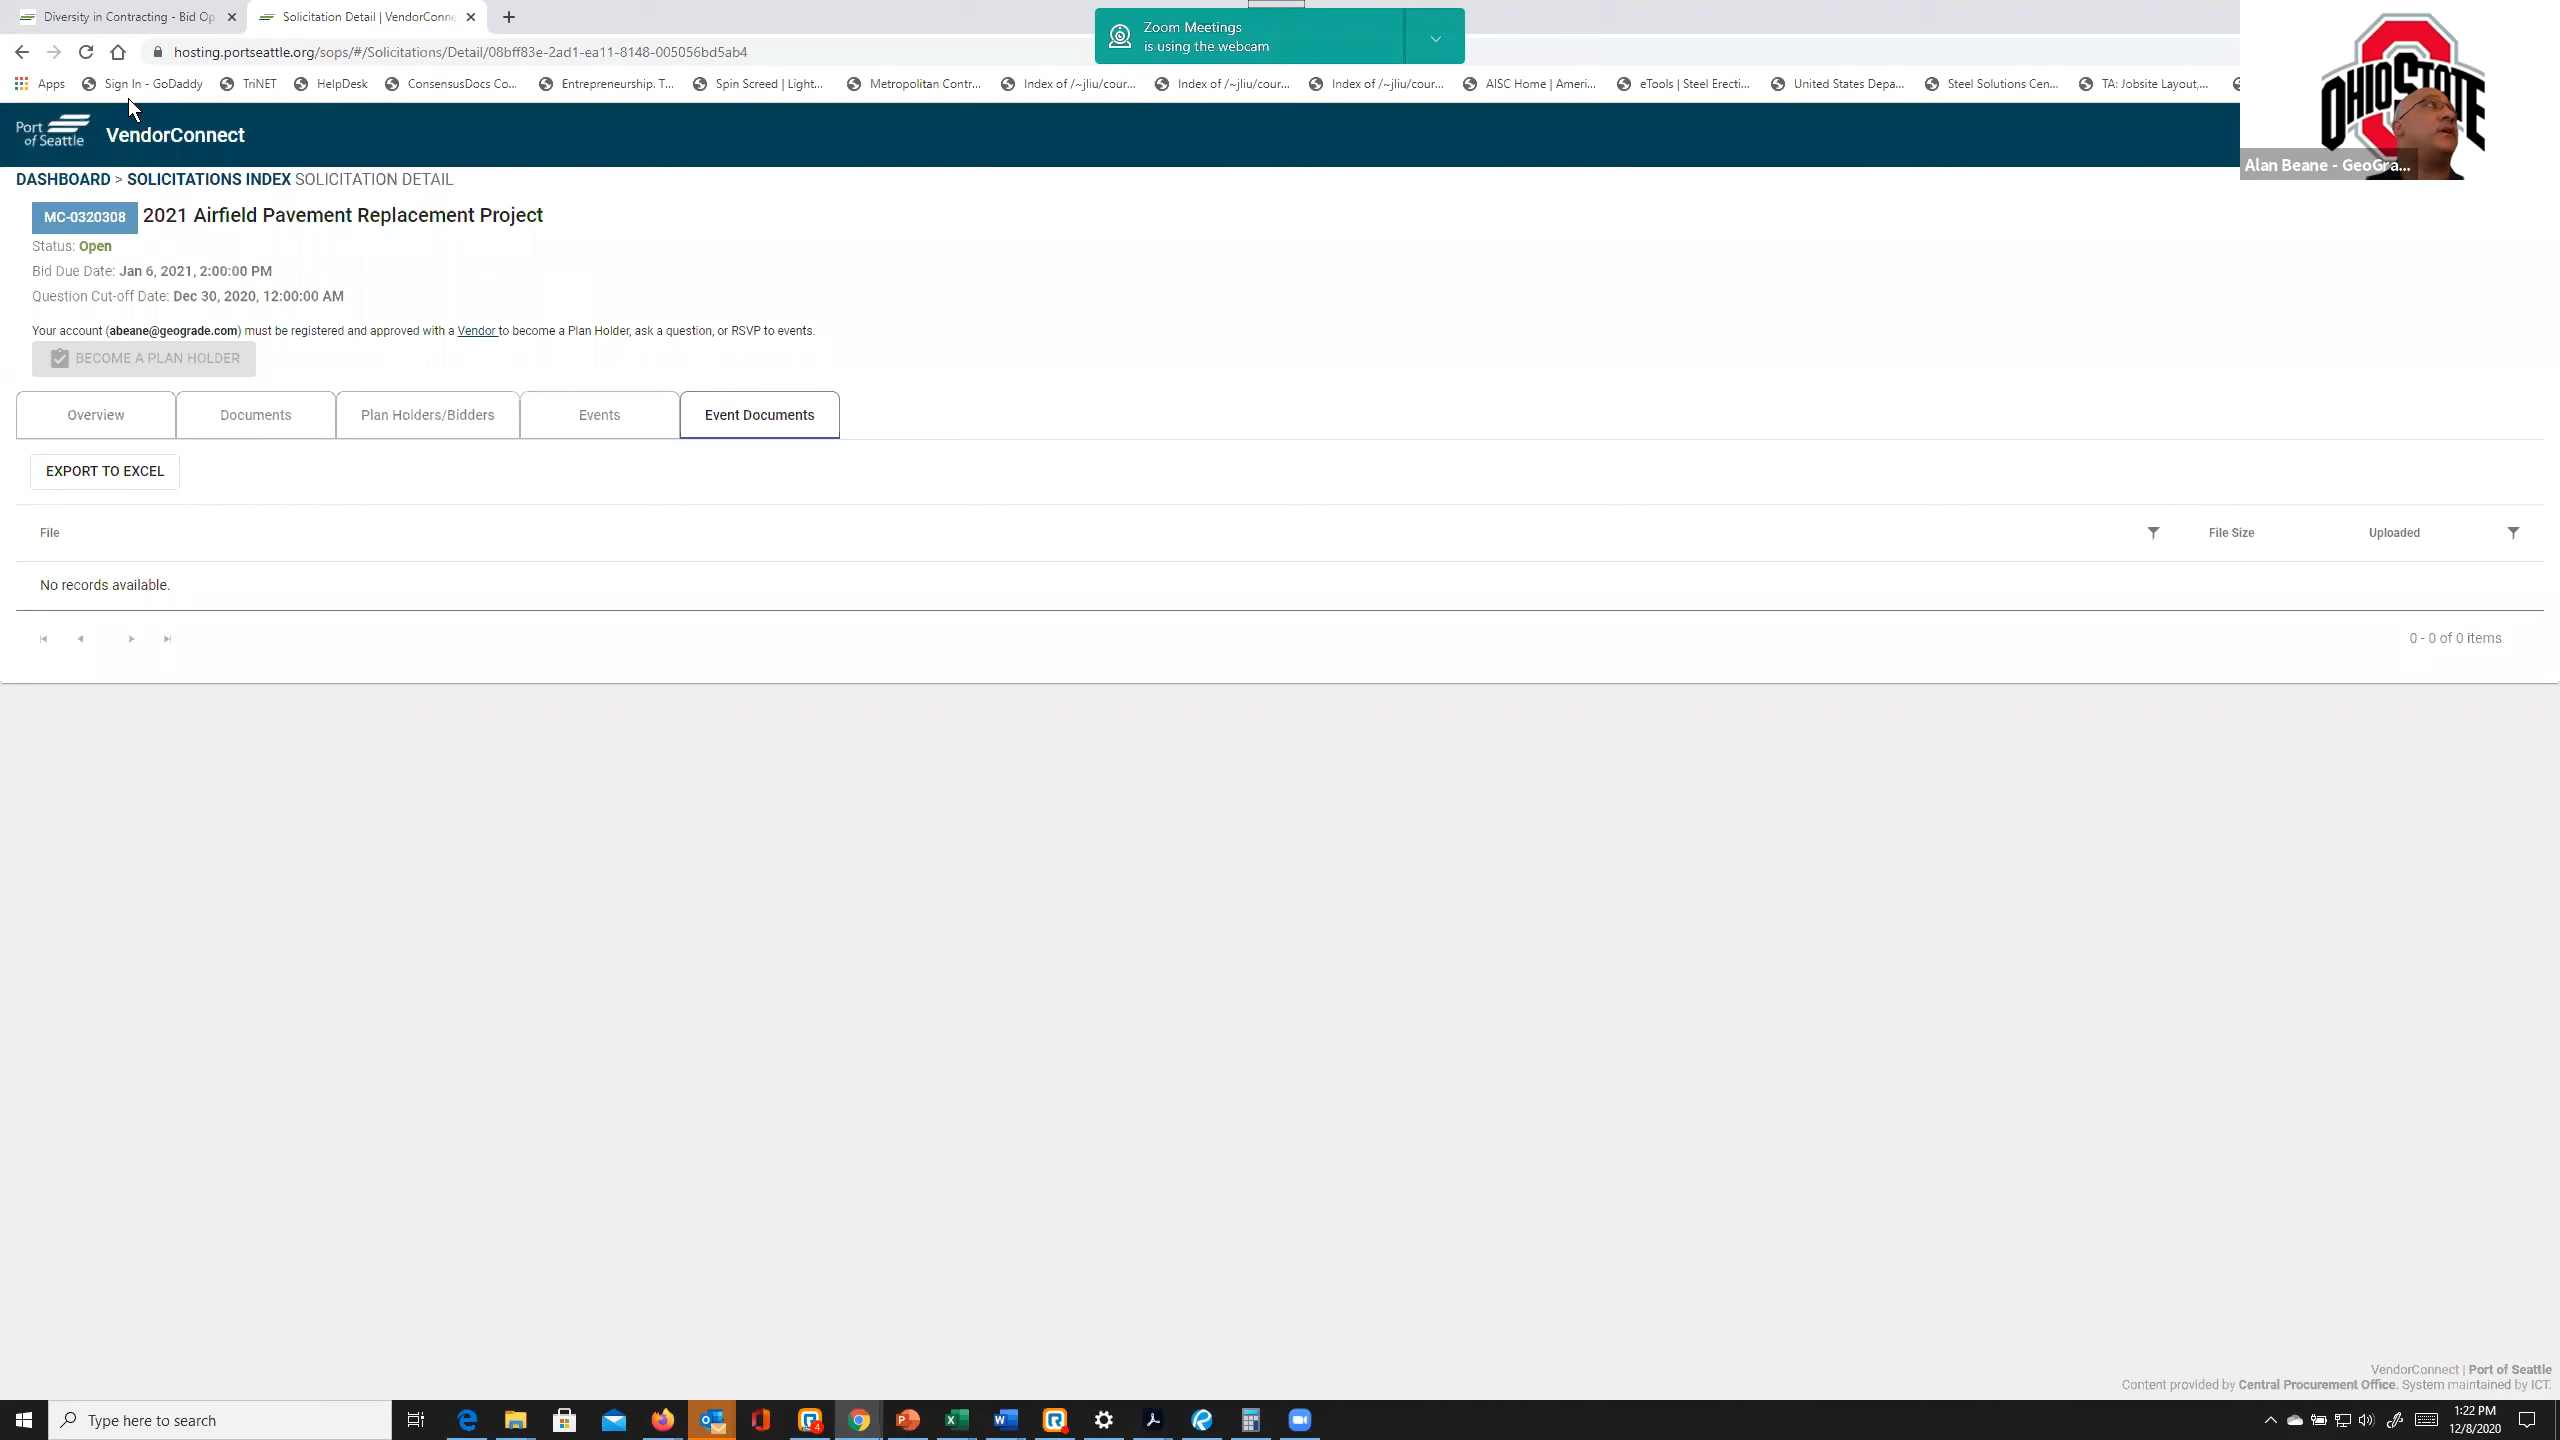 Diversity in Contracting - Bid Op
Solicitation Detail | VendorConne
Zoom Meetings
is using the webcam
hosting.portseattle.org/sops/#/Solicitations/Detail/08bff83e-2ad1-ea11-8148-005056bd5ab4
Apps Sign In - GoDaddy TriNET HelpDesk ConsensusDocs Co... Entrepreneurship. T... Spin Screed | Light... Metropolitan Contr... Index of /~jliu/cour... Index of /~jliu/cour... Index of /~jliu/cour... AISC Home | Ameri... eTools | Steel Erecti... United States Depa... Steel Solutions Cen... TA: Jobsite Layout,...
OHIO STATE
Alan Beane - GeoGra...
Port of Seattle
VendorConnect
DASHBOARD > SOLICITATIONS INDEX SOLICITATION DETAIL
MC-0320308 2021 Airfield Pavement Replacement Project
Status: Open
Bid Due Date: Jan 6, 2021, 2:00:00 PM
Question Cut-off Date: Dec 30, 2020, 12:00:00 AM
Your account (abeane@geograde.com) must be registered and approved with a Vendor to become a Plan Holder, ask a question, or RSVP to events.
BECOME A PLAN HOLDER
Overview Documents Plan Holders/Bidders Events Event Documents
EXPORT TO EXCEL
File File Size Uploaded
No records available.
0 - 0 of 0 items
VendorConnect | Port of Seattle
Content provided by Central Procurement Office. System maintained by ICT.
Type here to search
4
1:22 PM
12/8/2020